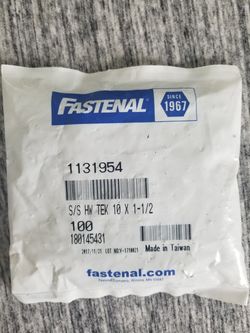 FASTENAL
SINCE
1967
1131954
S/S HW TEK 10 X 1-1/2
100
180145431
Made in Taiwan
fastenal.com